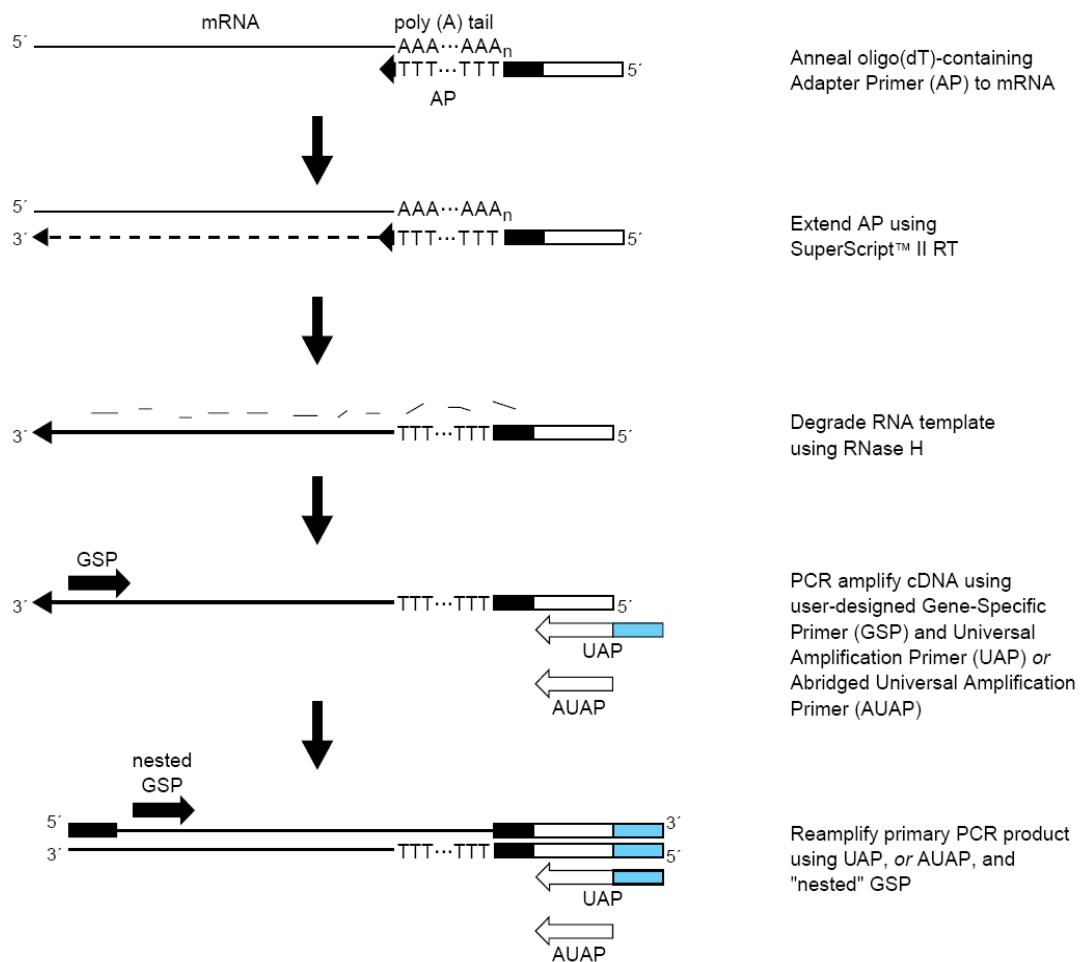 mRNA
poly (A) tail
5´
AAA···AAAn
TTT···TTT
5´
AP
Anneal oligo(dT)-containing
Adapter Primer (AP) to mRNA
5´
AAA···AAAn
3´
TTT···TTT
5´
Extend AP using
SuperScript™ II RT
3´
TTT···TTT
5´
Degrade RNA template
using RNase H
GSP
3´
TTT···TTT
5´
UAP
AUAP
PCR amplify cDNA using
user-designed Gene-Specific
Primer (GSP) and Universal
Amplification Primer (UAP) or
Abridged Universal Amplification
Primer (AUAP)
nested
GSP
5´
3´
3´
TTT···TTT
5´
UAP
AUAP
Reamplify primary PCR product
using UAP, or AUAP, and
"nested" GSP